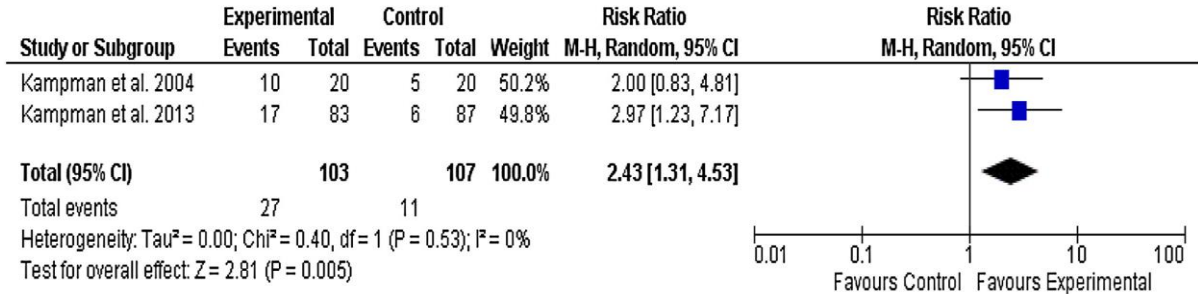 Experimental Control Risk Ratio Risk Ratio
Study or Subgroup Events Total Events Total Weight M-H, Random, 95% CI M-H, Random, 95% CI
Kampman et al. 2004 10 20 5 20 50.2% 2.00 [0.83, 4.81]
Kampman et al. 2013 17 83 6 87 49.8% 2.97 [1.23, 7.17]
Total (95% CI) 103 107 100.0% 2.43 [1.31, 4.53]
Total events 27 11
Heterogeneity: Tau² = 0.00; Chi² = 0.40, df = 1 (P = 0.53); I² = 0%
Test for overall effect: Z = 2.81 (P = 0.005)
0.01 0.1 1 10 100
Favours Control Favours Experimental